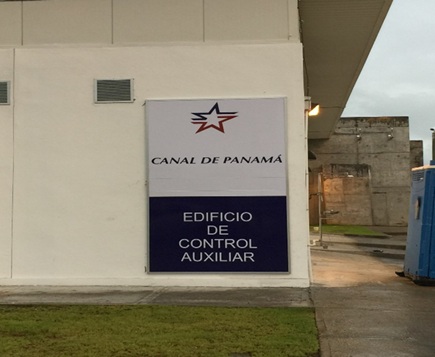 CANAL DE PANAMÁ
EDIFICIO
DE
CONTROL
AUXILIAR